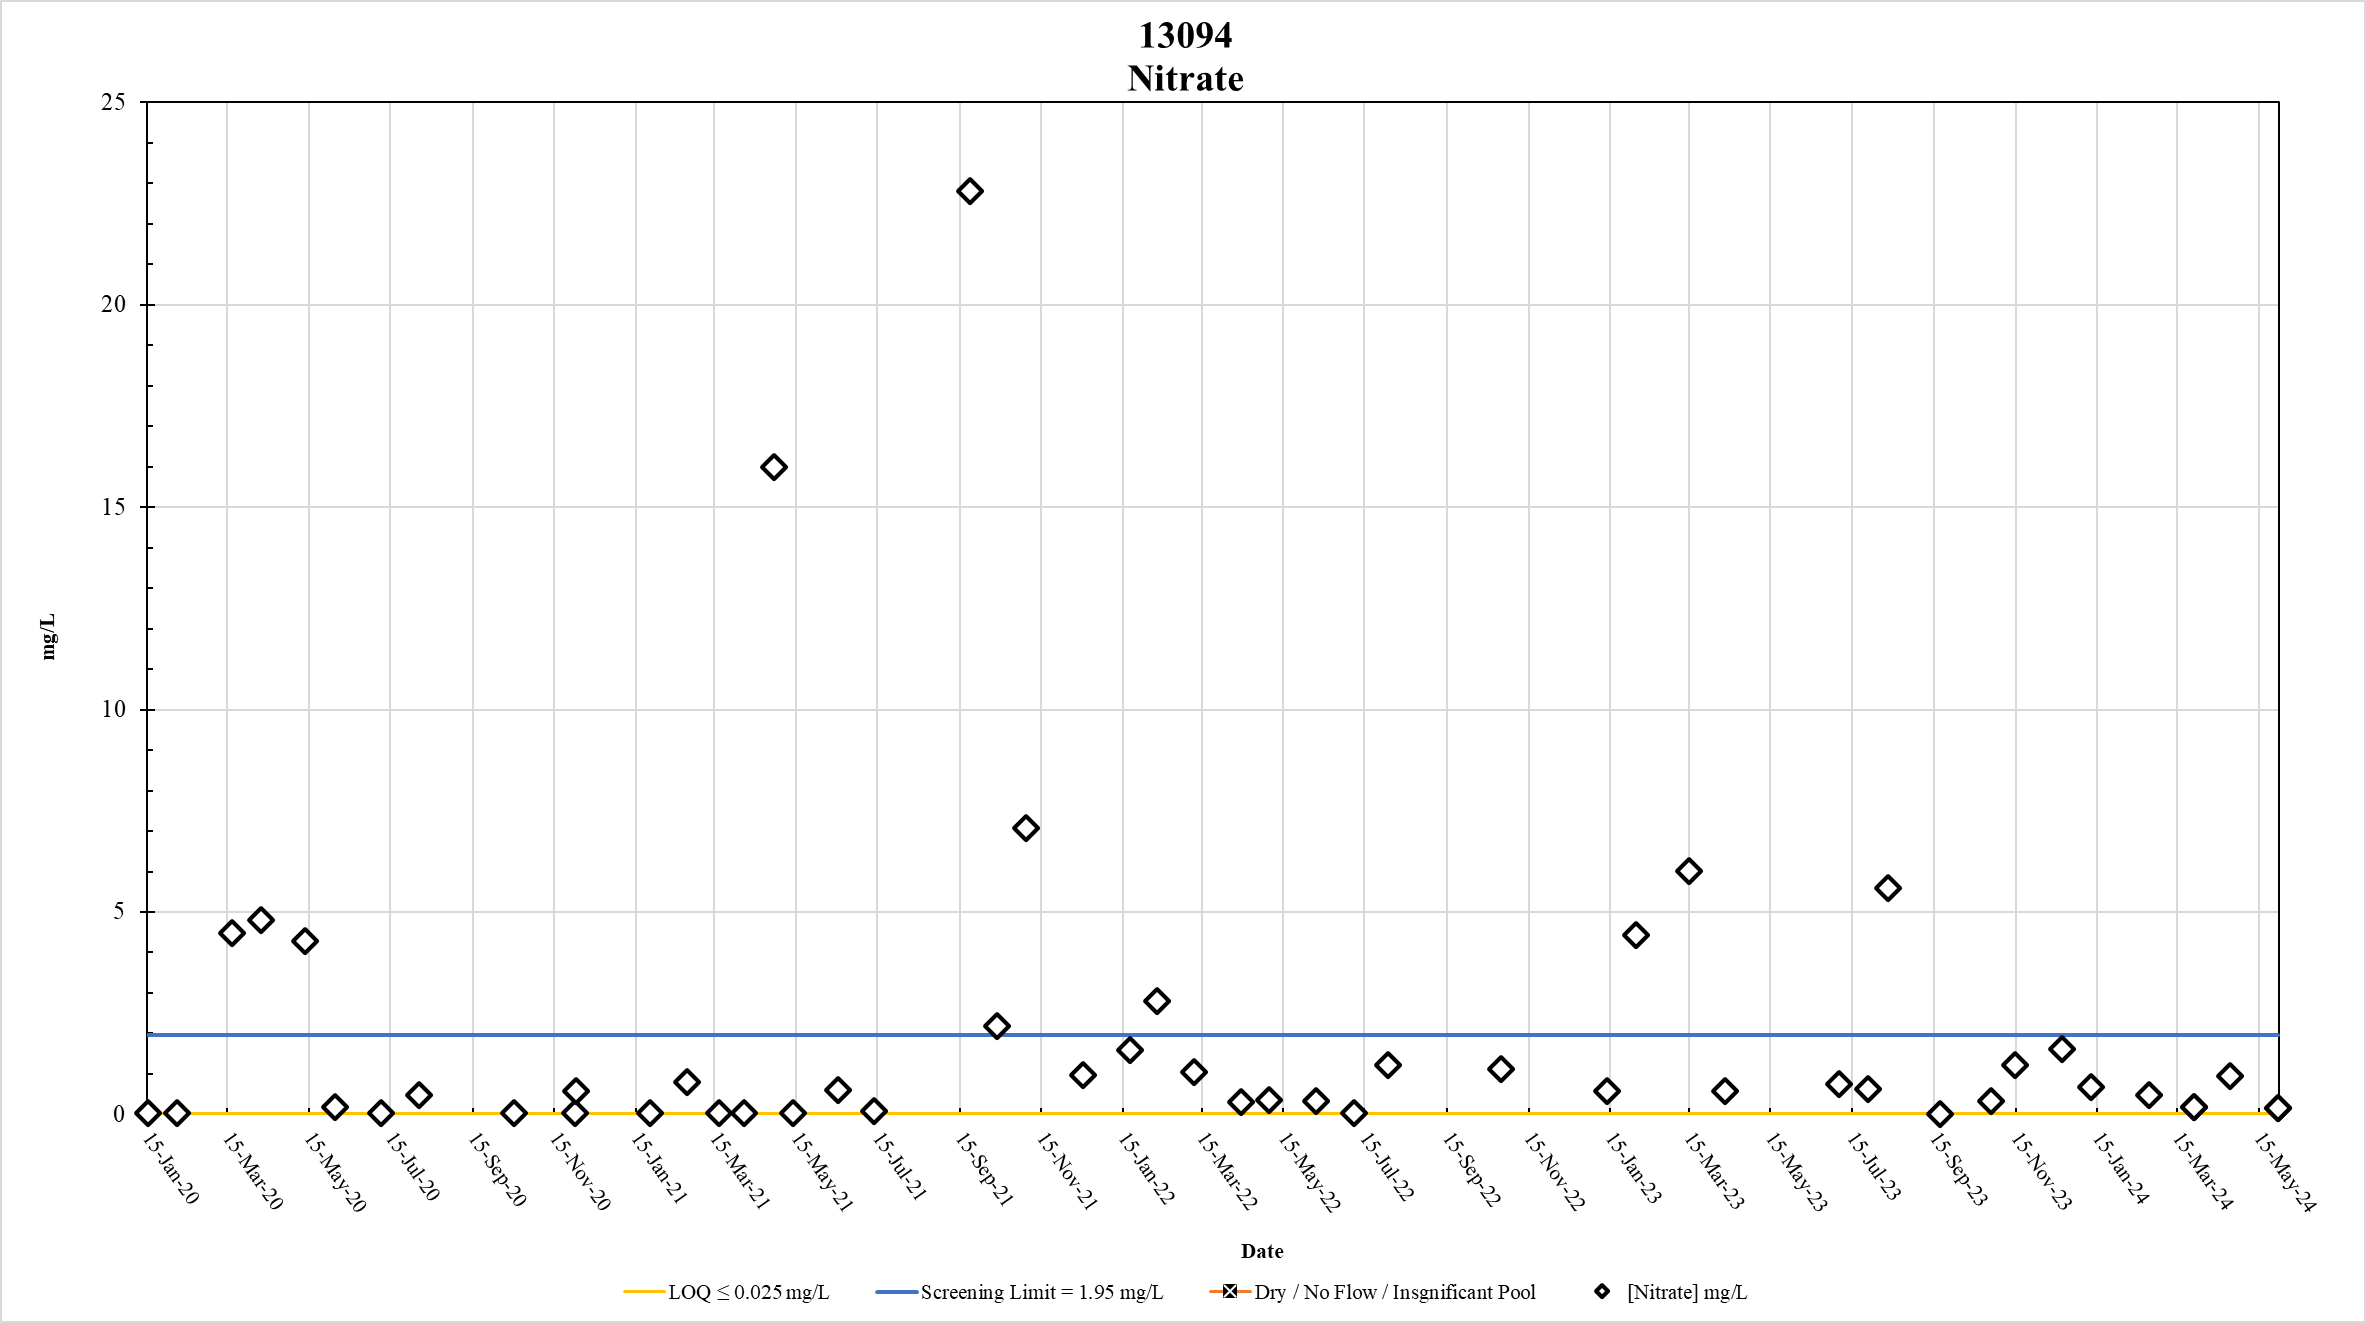 13094
Nitrate
25
20
15
10
5
0
mg/L
15-Jan-20
15-Mar-20
15-May-20
15-Jul-20
15-Sep-20
15-Nov-20
15-Jan-21
15-Mar-21
15-May-21
15-Jul-21
15-Sep-21
15-Nov-21
15-Jan-22
15-Mar-22
15-May-22
15-Jul-22
15-Sep-22
15-Nov-22
15-Jan-23
15-Mar-23
15-May-23
15-Jul-23
15-Sep-23
15-Nov-23
15-Jan-24
15-Mar-24
15-May-24
Date
LOQ ≤ 0.025 mg/L
Screening Limit = 1.95 mg/L
Dry / No Flow / Insgnificant Pool
[Nitrate] mg/L